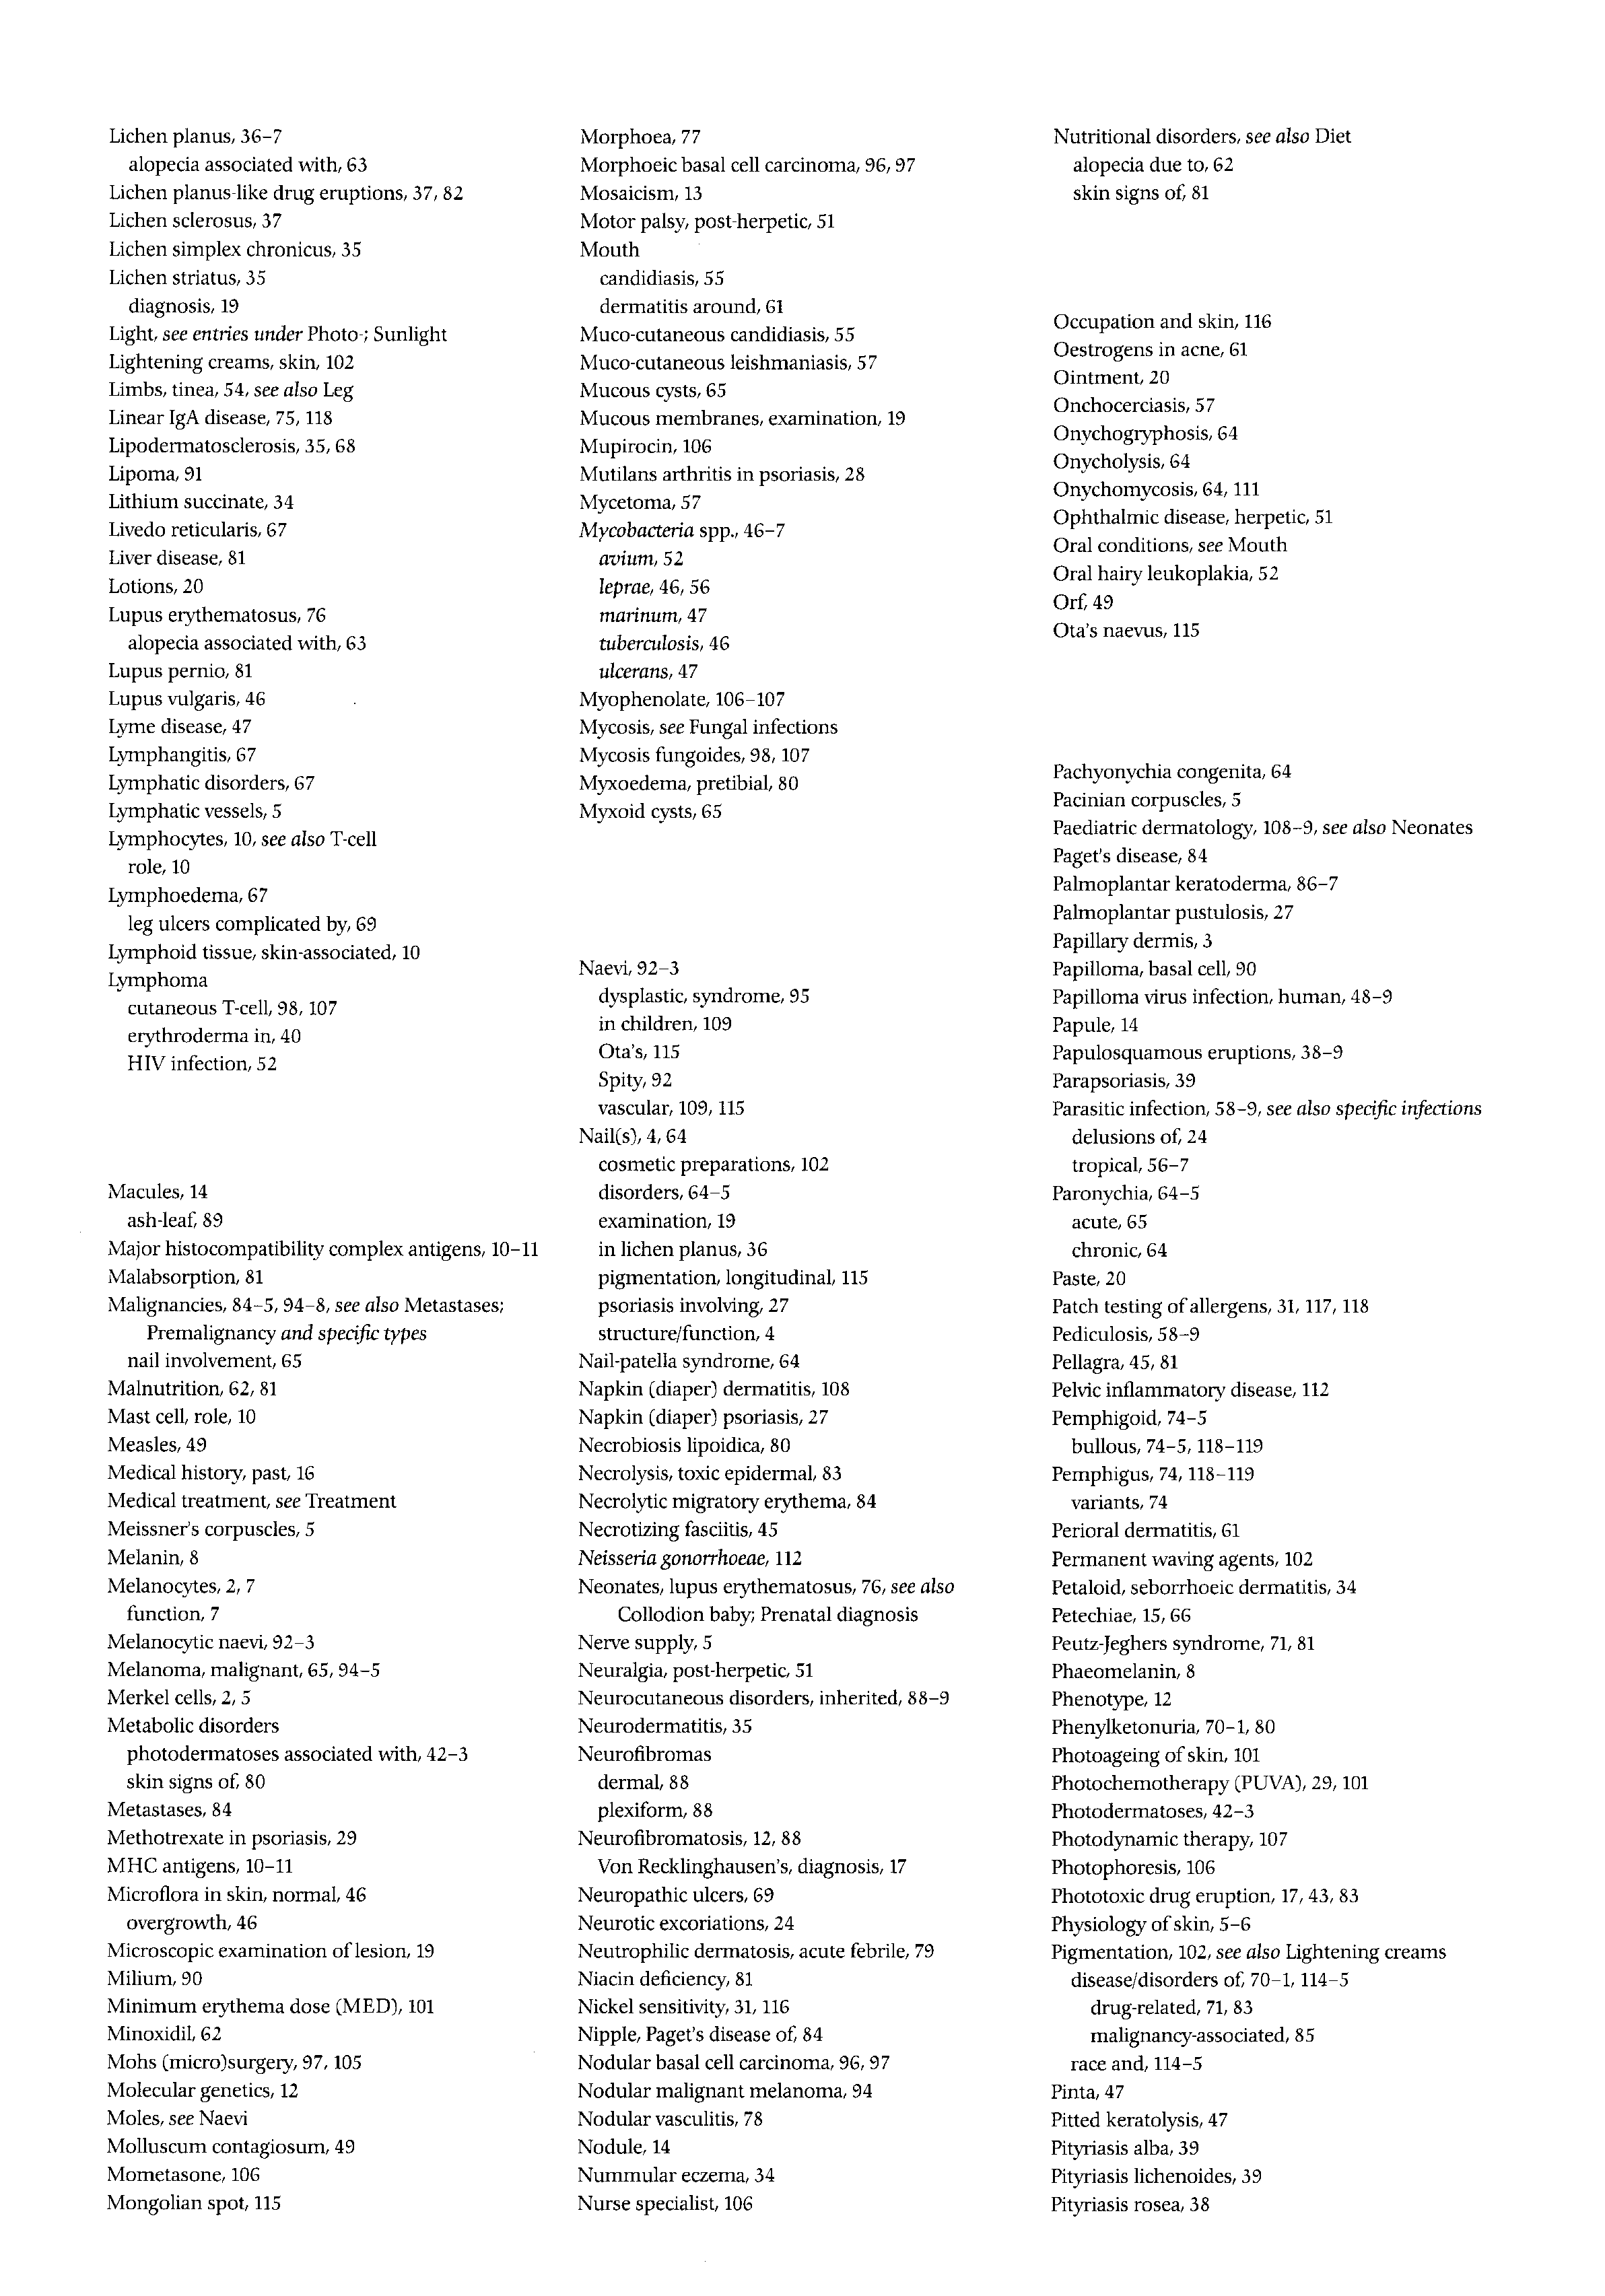 Lichen planus, 36–7
alopecia associated with, 63
Lichen planus-like drug eruptions, 37, 82
Lichen sclerosus, 37
Lichen simplex chronicus, 35
Lichen striatus, 35
diagnosis, 19
Light, see entries under Photo-; Sunlight
Lightening creams, skin, 102
Limbs, tinea, 54, see also Leg
Linear IgA disease, 75, 118
Lipodermatosclerosis, 35, 68
Lipoma, 91
Lithium succinate, 34
Livedo reticularis, 67
Liver disease, 81
Lotions, 20
Lupus erythematosus, 76
alopecia associated with, 63
Lupus pernio, 81
Lupus vulgaris, 46
Lyme disease, 47
Lymphangitis, 67
Lymphatic disorders, 67
Lymphatic vessels, 5
Lymphocytes, 10, see also T-cell
role, 10
Lymphoedema, 67
leg ulcers complicated by, 69
Lymphoid tissue, skin-associated, 10
Lymphoma
cutaneous T-cell, 98, 107
erythroderma in, 40
HIV infection, 52
Macules, 14
ash-leaf, 89
Major histocompatibility complex antigens, 10–11
Malabsorption, 81
Malignancies, 84–5, 94–8, see also Metastases;
Premalignancy and specific types
nail involvement, 65
Malnutrition, 62, 81
Mast cell, role, 10
Measles, 49
Medical history, past, 16
Medical treatment, see Treatment
Meissner's corpuscles, 5
Melanin, 8
Melanocytes, 2, 7
function, 7
Melanocytic naevi, 92–3
Melanoma, malignant, 65, 94–5
Merkel cells, 2, 5
Metabolic disorders
photodermatoses associated with, 42–3
skin signs of, 80
Metastases, 84
Methotrexate in psoriasis, 29
MHC antigens, 10–11
Microflora in skin, normal, 46
overgrowth, 46
Microscopic examination of lesion, 19
Milium, 90
Minimum erythema dose (MED), 101
Minoxidil, 62
Mohs (micro)surgery, 97, 105
Molecular genetics, 12
Moles, see Naevi
Molluscum contagiosum, 49
Mometasone, 106
Mongolian spot, 115
Morphoea, 77
Morphoeic basal cell carcinoma, 96, 97
Mosaicism, 13
Motor palsy, post-herpetic, 51
Mouth
candidiasis, 55
dermatitis around, 61
Muco-cutaneous candidiasis, 55
Muco-cutaneous leishmaniasis, 57
Mucous cysts, 65
Mucous membranes, examination, 19
Mupirocin, 106
Mutilans arthritis in psoriasis, 28
Mycetoma, 57
Mycobacteria spp., 46–7
avium, 52
leprae, 46, 56
marinum, 47
tuberculosis, 46
ulcerans, 47
Myophenolate, 106–107
Mycosis, see Fungal infections
Mycosis fungoides, 98, 107
Myxoedema, pretibial, 80
Myxoid cysts, 65
Naevi, 92–3
dysplastic, syndrome, 95
in children, 109
Ota's, 115
Spity, 92
vascular, 109, 115
Nail(s), 4, 64
cosmetic preparations, 102
disorders, 64–5
examination, 19
in lichen planus, 36
pigmentation, longitudinal, 115
psoriasis involving, 27
structure/function, 4
Nail-patella syndrome, 64
Napkin (diaper) dermatitis, 108
Napkin (diaper) psoriasis, 27
Necrobiosis lipoidica, 80
Necrolysis, toxic epidermal, 83
Necrolytic migratory erythema, 84
Necrotizing fasciitis, 45
Neisseria gonorrhoeae, 112
Neonates, lupus erythematosus, 76, see also
Collodion baby; Prenatal diagnosis
Nerve supply, 5
Neuralgia, post-herpetic, 51
Neurocutaneous disorders, inherited, 88–9
Neurodermatitis, 35
Neurofibromas
dermal, 88
plexiform, 88
Neurofibromatosis, 12, 88
Von Recklinghausen's, diagnosis, 17
Neuropathic ulcers, 69
Neurotic excoriations, 24
Neutrophilic dermatosis, acute febrile, 79
Niacin deficiency, 81
Nickel sensitivity, 31, 116
Nipple, Paget's disease of, 84
Nodular basal cell carcinoma, 96, 97
Nodular malignant melanoma, 94
Nodular vasculitis, 78
Nodule, 14
Nummular eczema, 34
Nurse specialist, 106
Nutritional disorders, see also Diet
alopecia due to, 62
skin signs of, 81
Occupation and skin, 116
Oestrogens in acne, 61
Ointment, 20
Onchocerciasis, 57
Onychogryphosis, 64
Onycholysis, 64
Onychomycosis, 64, 111
Ophthalmic disease, herpetic, 51
Oral conditions, see Mouth
Oral hairy leukoplakia, 52
Orf, 49
Ota's naevus, 115
Pachyonychia congenita, 64
Pacinian corpuscles, 5
Paediatric dermatology, 108–9, see also Neonates
Paget's disease, 84
Palmoplantar keratoderma, 86–7
Palmoplantar pustulosis, 27
Papillary dermis, 3
Papilloma, basal cell, 90
Papilloma virus infection, human, 48–9
Papule, 14
Papulosquamous eruptions, 38–9
Parapsoriasis, 39
Parasitic infection, 58–9, see also specific infections
delusions of, 24
tropical, 56–7
Paronychia, 64–5
acute, 65
chronic, 64
Paste, 20
Patch testing of allergens, 31, 117, 118
Pediculosis, 58–9
Pellagra, 45, 81
Pelvic inflammatory disease, 112
Pemphigoid, 74–5
bullous, 74–5, 118–119
Pemphigus, 74, 118–119
variants, 74
Perioral dermatitis, 61
Permanent waving agents, 102
Petaloid, seborrhoeic dermatitis, 34
Petechiae, 15, 66
Peutz-Jeghers syndrome, 71, 81
Phaeomelanin, 8
Phenotype, 12
Phenylketonuria, 70–1, 80
Photoageing of skin, 101
Photochemotherapy (PUVA), 29, 101
Photodermatoses, 42–3
Photodynamic therapy, 107
Photophoresis, 106
Phototoxic drug eruption, 17, 43, 83
Physiology of skin, 5–6
Pigmentation, 102, see also Lightening creams
disease/disorders of, 70–1, 114–5
drug-related, 71, 83
malignancy-associated, 85
race and, 114–5
Pinta, 47
Pitted keratolysis, 47
Pityriasis alba, 39
Pityriasis lichenoides, 39
Pityriasis rosea, 38